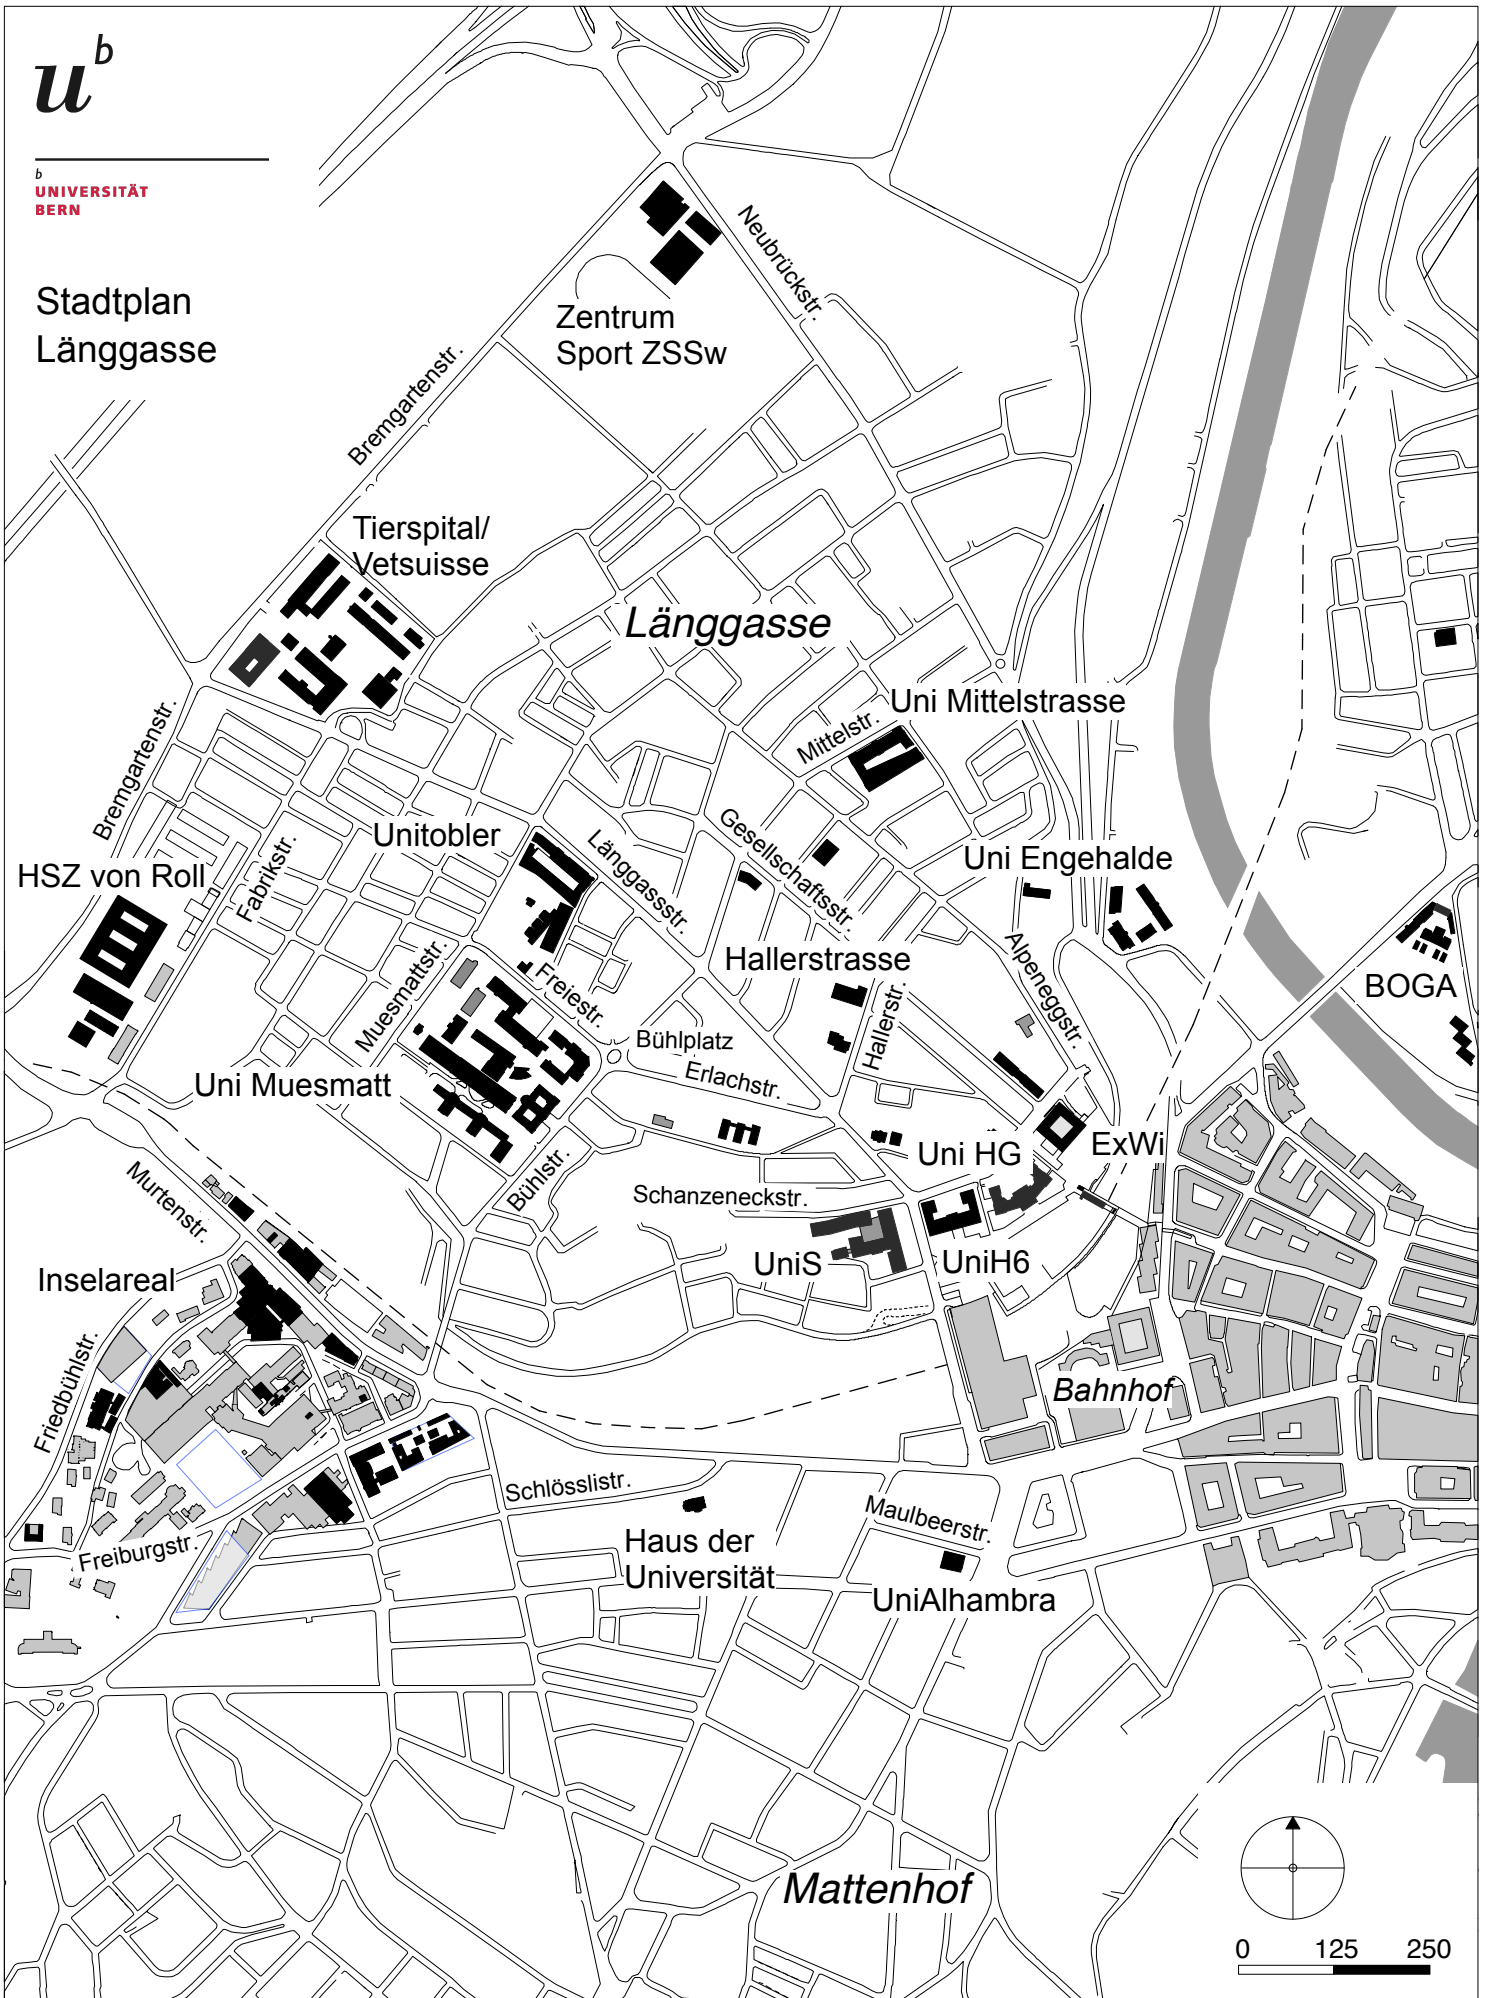 u b
b
UNIVERSITÄT
BERN
Stadtplan
Länggasse
Neubrückstr.
Zentrum
Sport ZSSw
Bremgartenstr.
Tierspital/
Vetsuisse
Länggasse
Uni Mittelstrasse
Mittelstr.
Bremgartenstr.
Unitobler
Länggassstr.
Gesellschaftsstr.
Uni Engehalde
HSZ von Roll
Fabrikstr.
Muesmattstr.
Freiestr.
Hallerstrasse
Hallerstr.
Alpeneggstr.
BOGA
Bühlplatz
Erlachstr.
Uni Muesmatt
Uni HG
ExWi
Murtenstr.
Bühlstr.
Schanzeneckstr.
UniS
UniH6
Inselareal
Friedbühlstr.
Bahnhof
Schlösslistr.
Maulbeerstr.
Haus der
Universität
Freiburgstr.
UniAlhambra
Mattenhof
0 125 250